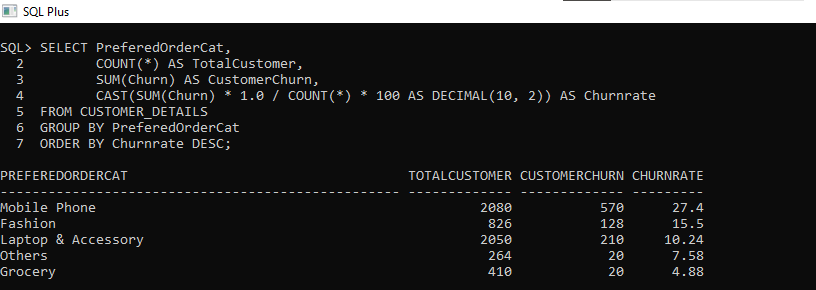 SQL Plus
SQL> SELECT PreferedOrderCat,
  2         COUNT(*) AS TotalCustomer,
  3         SUM(Churn) AS CustomerChurn,
  4         CAST(SUM(Churn) * 1.0 / COUNT(*) * 100 AS DECIMAL(10, 2)) AS Churnrate
  5  FROM CUSTOMER_DETAILS
  6  GROUP BY PreferedOrderCat
  7  ORDER BY Churnrate DESC;
PREFEREDORDERCAT                                   TOTALCUSTOMER CUSTOMERCHURN CHURNRATE
-------------------------------------------------- ------------- ------------- ---------
Mobile Phone                                                2080           570      27.4
Fashion                                                      826           128      15.5
Laptop & Accessory                                          2050           210     10.24
Others                                                       264            20      7.58
Grocery                                                      410            20      4.88